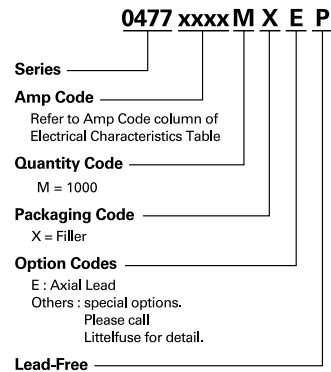 0477 xxxx M X E P
Series
Amp Code
Refer to Amp Code column of
Electrical Characteristics Table
Quantity Code
M = 1000
Packaging Code
X = Filler
Option Codes
E : Axial Lead
Others : special options.
Please call
Littelfuse for detail.
Lead-Free